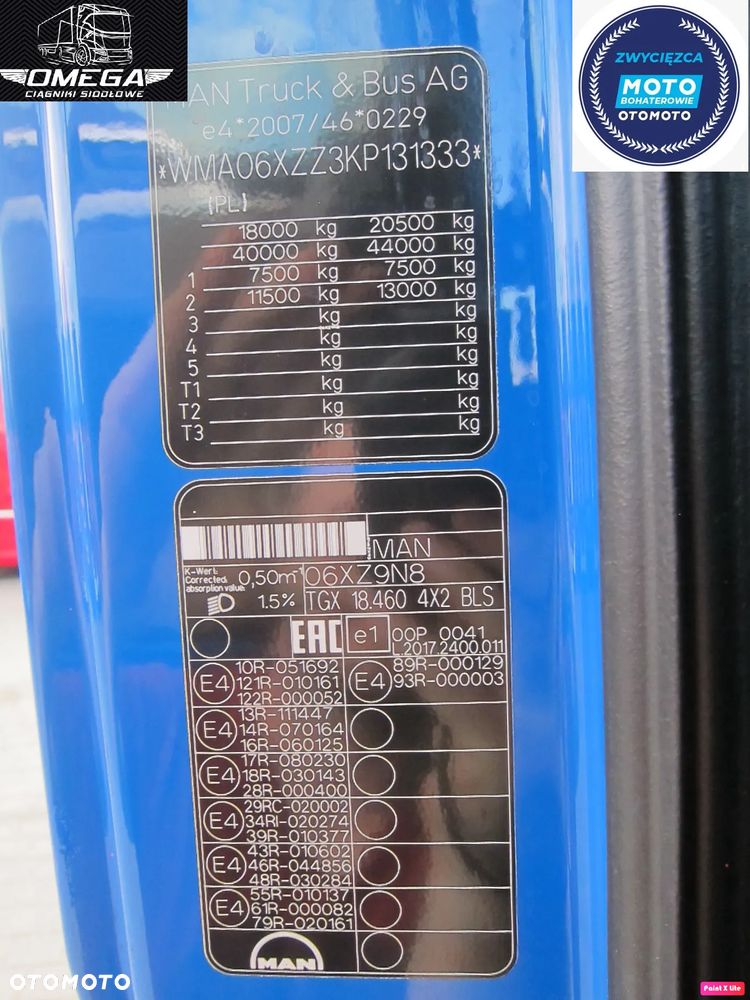 OMEGA
CIĄGNIKI SIODŁOWE
ZWYCIĘZCA
MOTO
BOHATEROWIE
OTOMOTO
MAN Truck & Bus AG
e4*2007/46*0229
*WMA06XZZ3KP131333*
(PL)
18000 kg 20500 kg
40000 kg 44000 kg
1 7500 kg 7500 kg
2 11500 kg 13000 kg
3 kg kg
4 kg kg
5 kg kg
T1 kg kg
T2 kg kg
T3 kg kg
MAN
K-Wert:
Corrected
absorption value:
0,50m⁻¹
06XZ9N8
1.5%
TGX 18.460 4X2 BLS
EAC
e1
00P_0041
L.2017.2400.011
E4
10R-051692
121R-010161
122R-000052
E4
89R-000129
93R-000003
E4
13R-111447
14R-070164
16R-060125
E4
17R-080230
18R-030143
28R-000400
E4
29RC-020002
34RI-020274
39R-010377
E4
43R-010602
46R-044856
48R-030284
E4
55R-010137
61R-000082
79R-020161
MAN
OTOMOTO
Paint X Lite